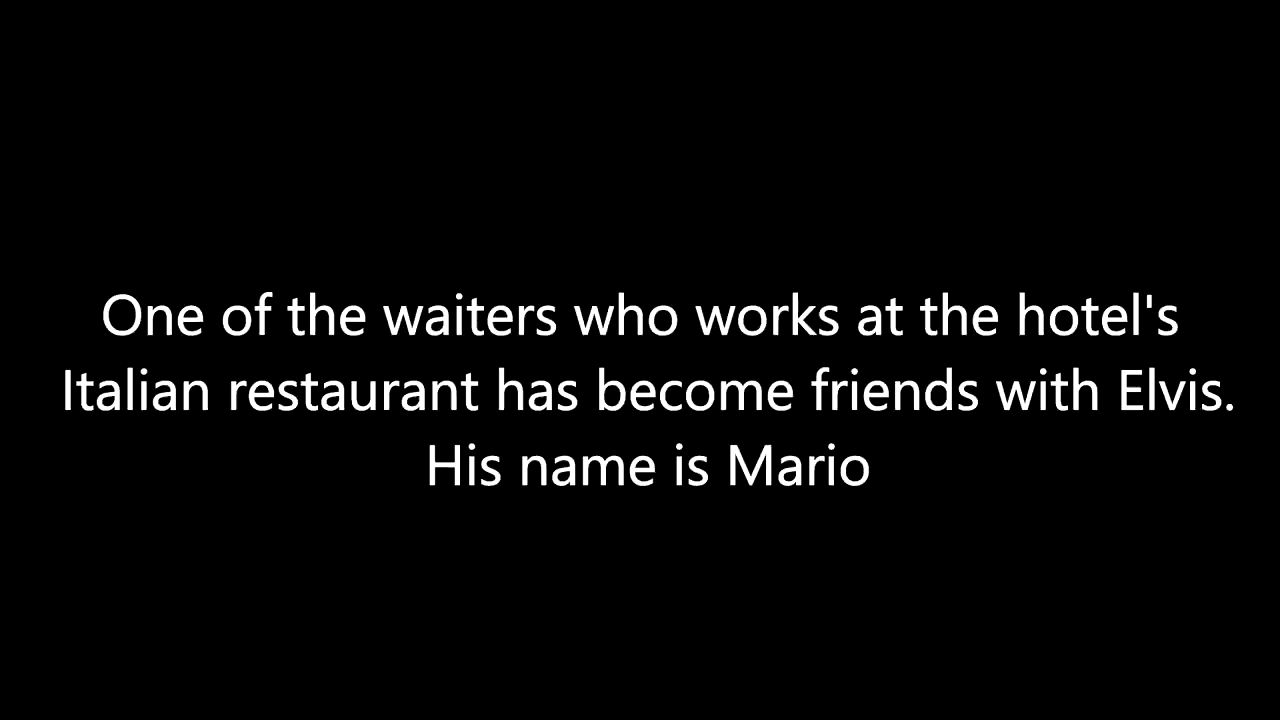 One of the waiters who works at the hotel's
Italian restaurant has become friends with Elvis.
His name is Mario